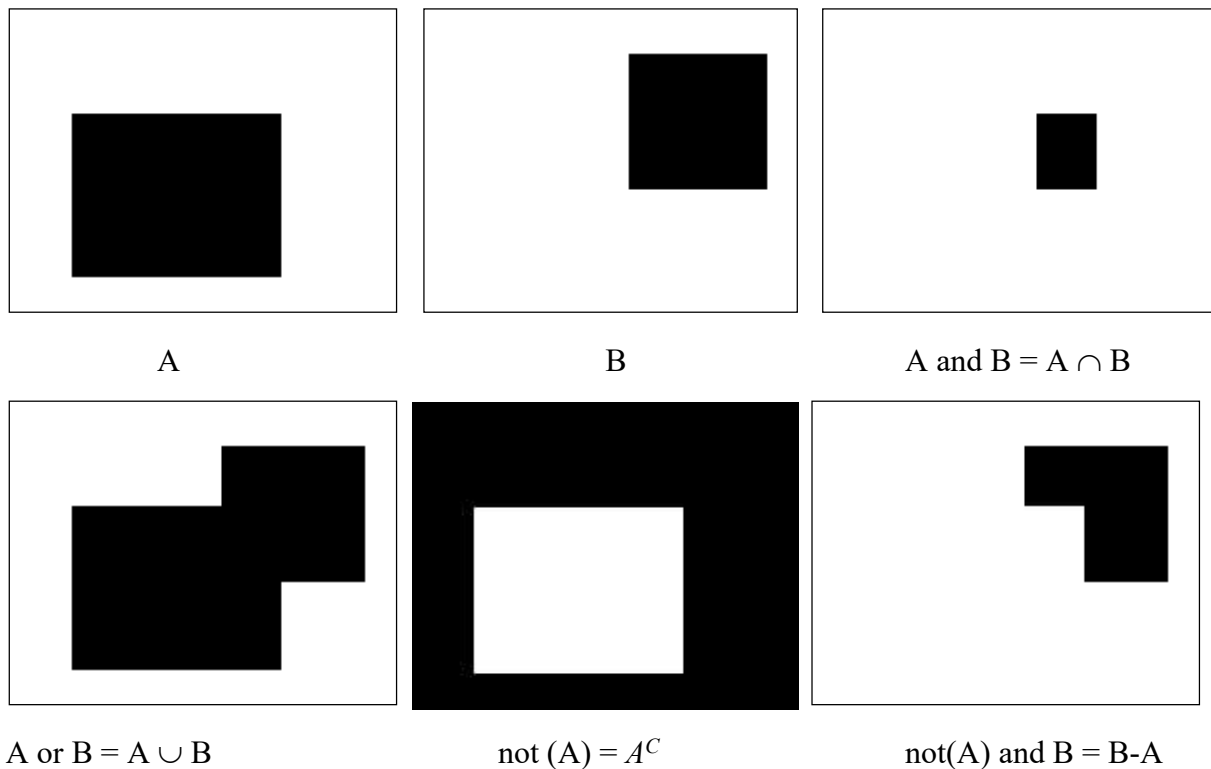 A
B
A and B = A ∩ B
A or B = A ∪ B
not (A) = A^C
not(A) and B = B-A